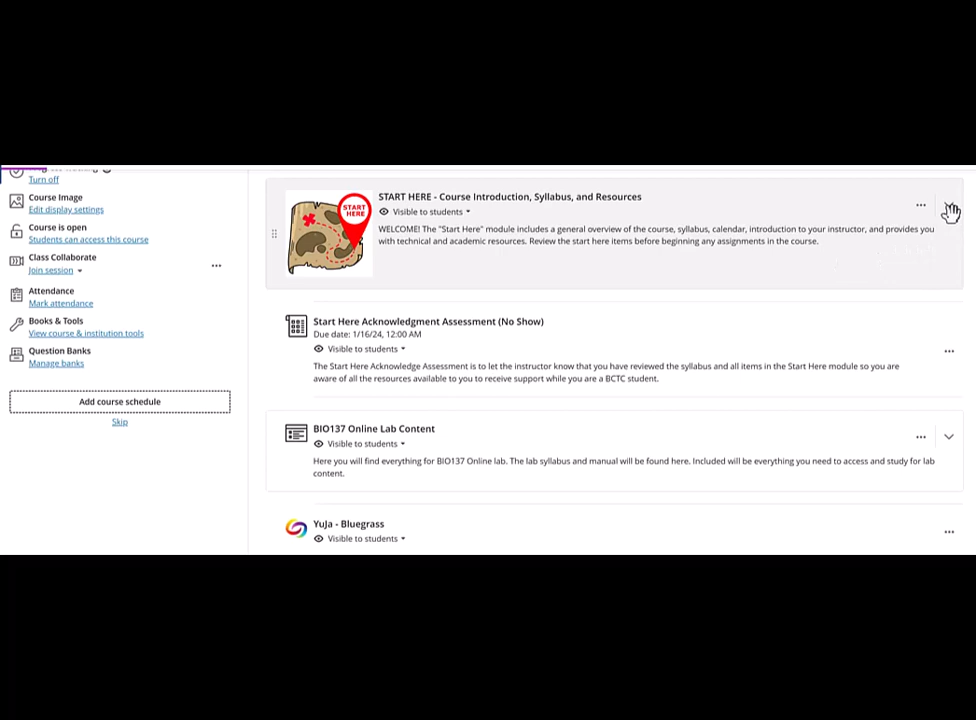 Turn off
Course Image
Edit display settings
Course is open
Students can access this course
Class Collaborate
Join session
Attendance
Mark attendance
Books & Tools
View course & institution tools
Question Banks
Manage banks
Add course schedule
Skip
START HERE
START HERE - Course Introduction, Syllabus, and Resources
Visible to students
WELCOME! The "Start Here" module includes a general overview of the course, syllabus, calendar, introduction to your instructor, and provides you
with technical and academic resources. Review the start here items before beginning any assignments in the course.
Start Here Acknowledgment Assessment (No Show)
Due date: 1/16/24, 12:00 AM
Visible to students
The Start Here Acknowledge Assessment is to let the instructor know that you have reviewed the syllabus and all items in the Start Here module so you are
aware of all the resources available to you to receive support while you are a BCTC student.
BIO137 Online Lab Content
Visible to students
Here you will find everything for BIO137 Online lab. The lab syllabus and manual will be found here. Included will be everything you need to access and study for lab
content.
YuJa - Bluegrass
Visible to students